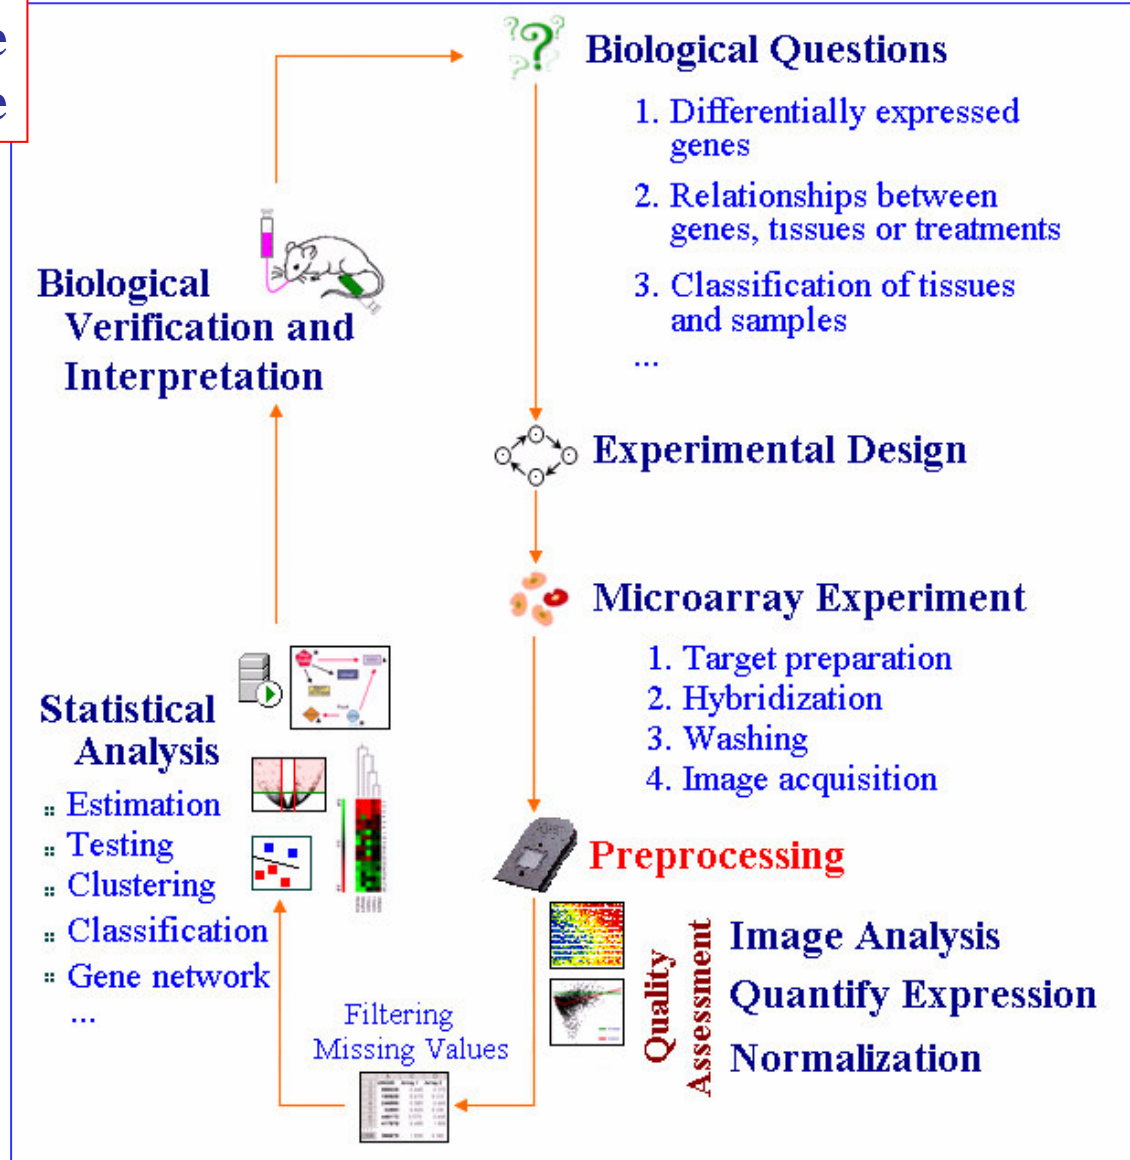 e
e
Biological Questions
1. Differentially expressed
genes
2. Relationships between
genes, tissues or treatments
3. Classification of tissues
and samples
...
Experimental Design
Microarray Experiment
1. Target preparation
2. Hybridization
3. Washing
4. Image acquisition
Preprocessing
Quality
Assessment
Image Analysis
Quantify Expression
Normalization
Filtering
Missing Values
Statistical
Analysis
Estimation
Testing
Clustering
Classification
Gene network
...
Biological
Verification and
Interpretation